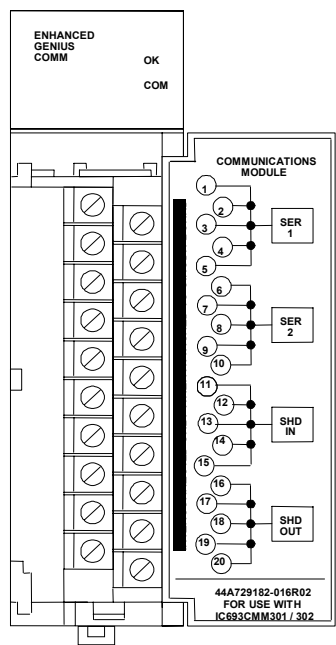 ENHANCED
GENIUS
COMM
OK
COM
COMMUNICATIONS
MODULE
1
2
3
4
5
SER
1
6
7
8
9
10
SER
2
11
12
13
14
15
SHD
IN
16
17
18
19
20
SHD
OUT
44A729182-016R02
FOR USE WITH
IC693CMM301 / 302